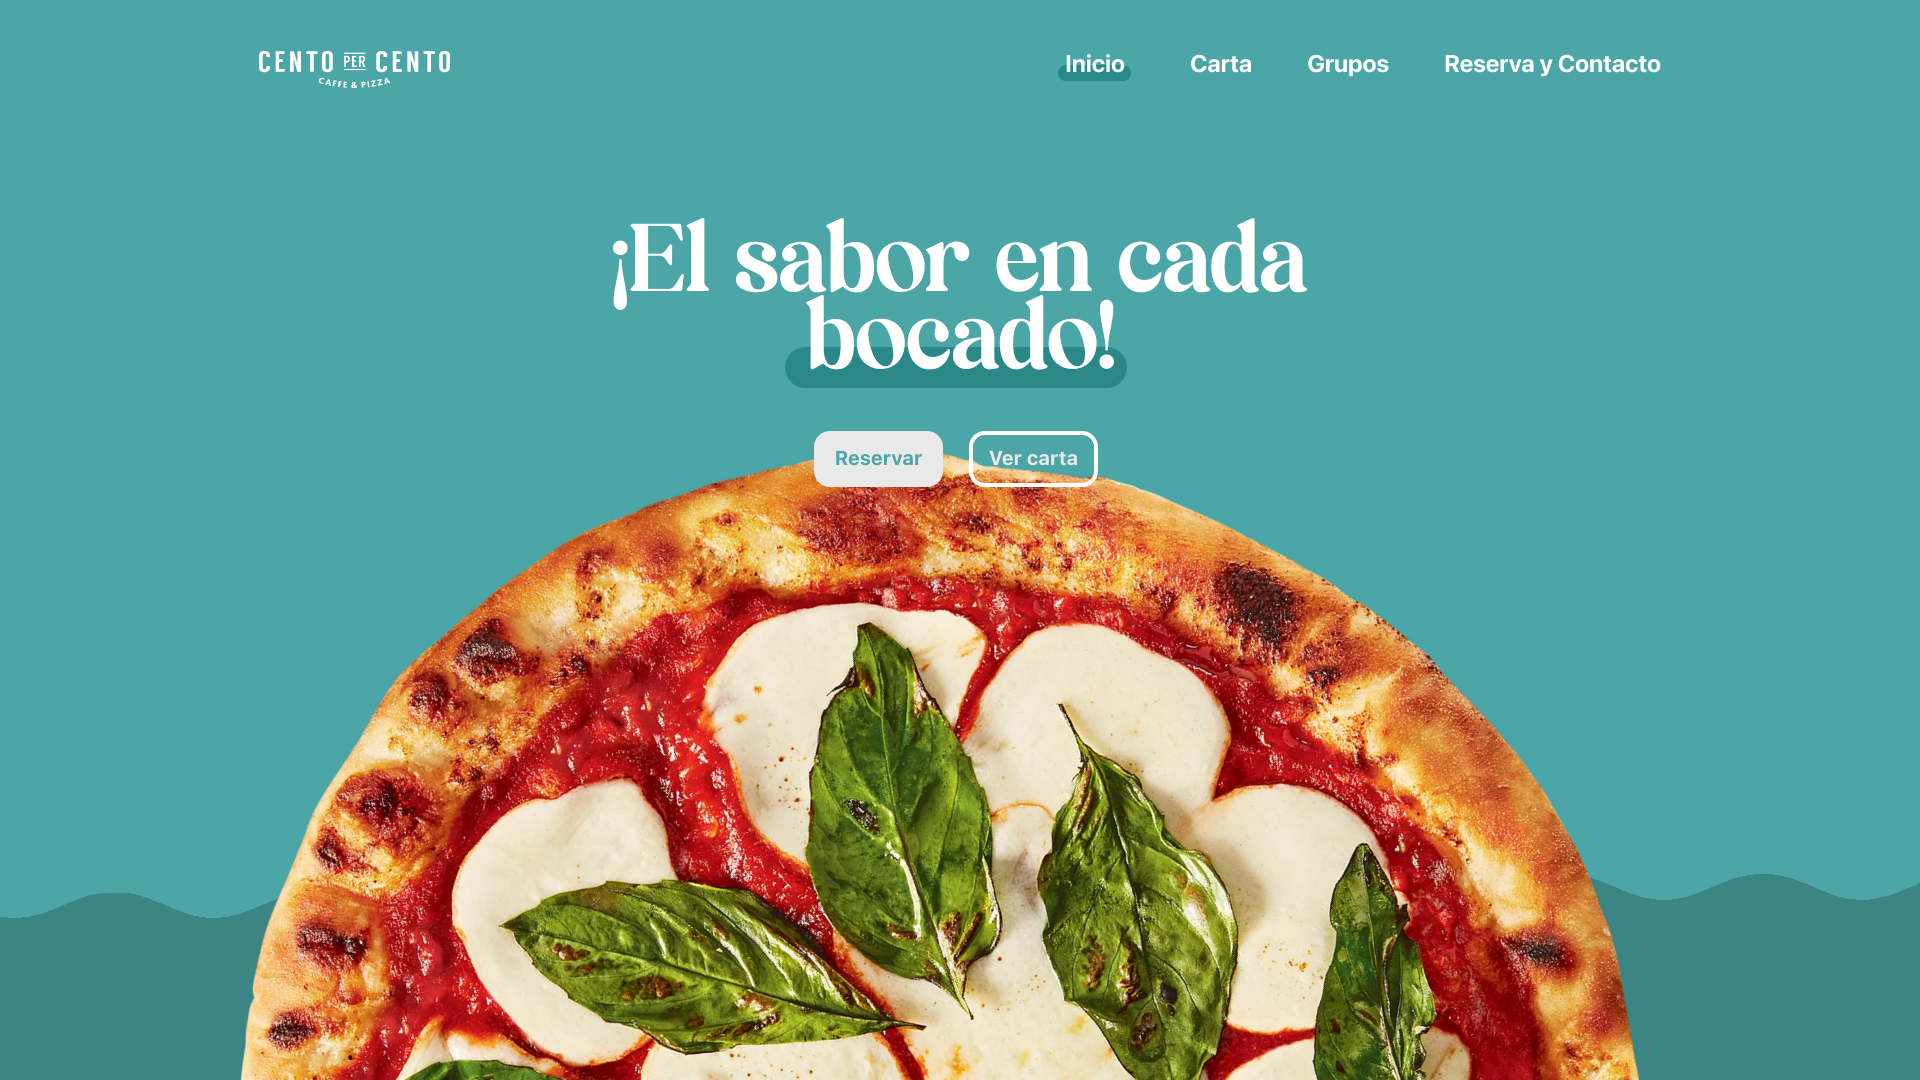 CENTO PER CENTO
CAFFE & PIZZA
Inicio
Carta
Grupos
Reserva y Contacto
¡El sabor en cada
bocado!
Reservar
Ver carta